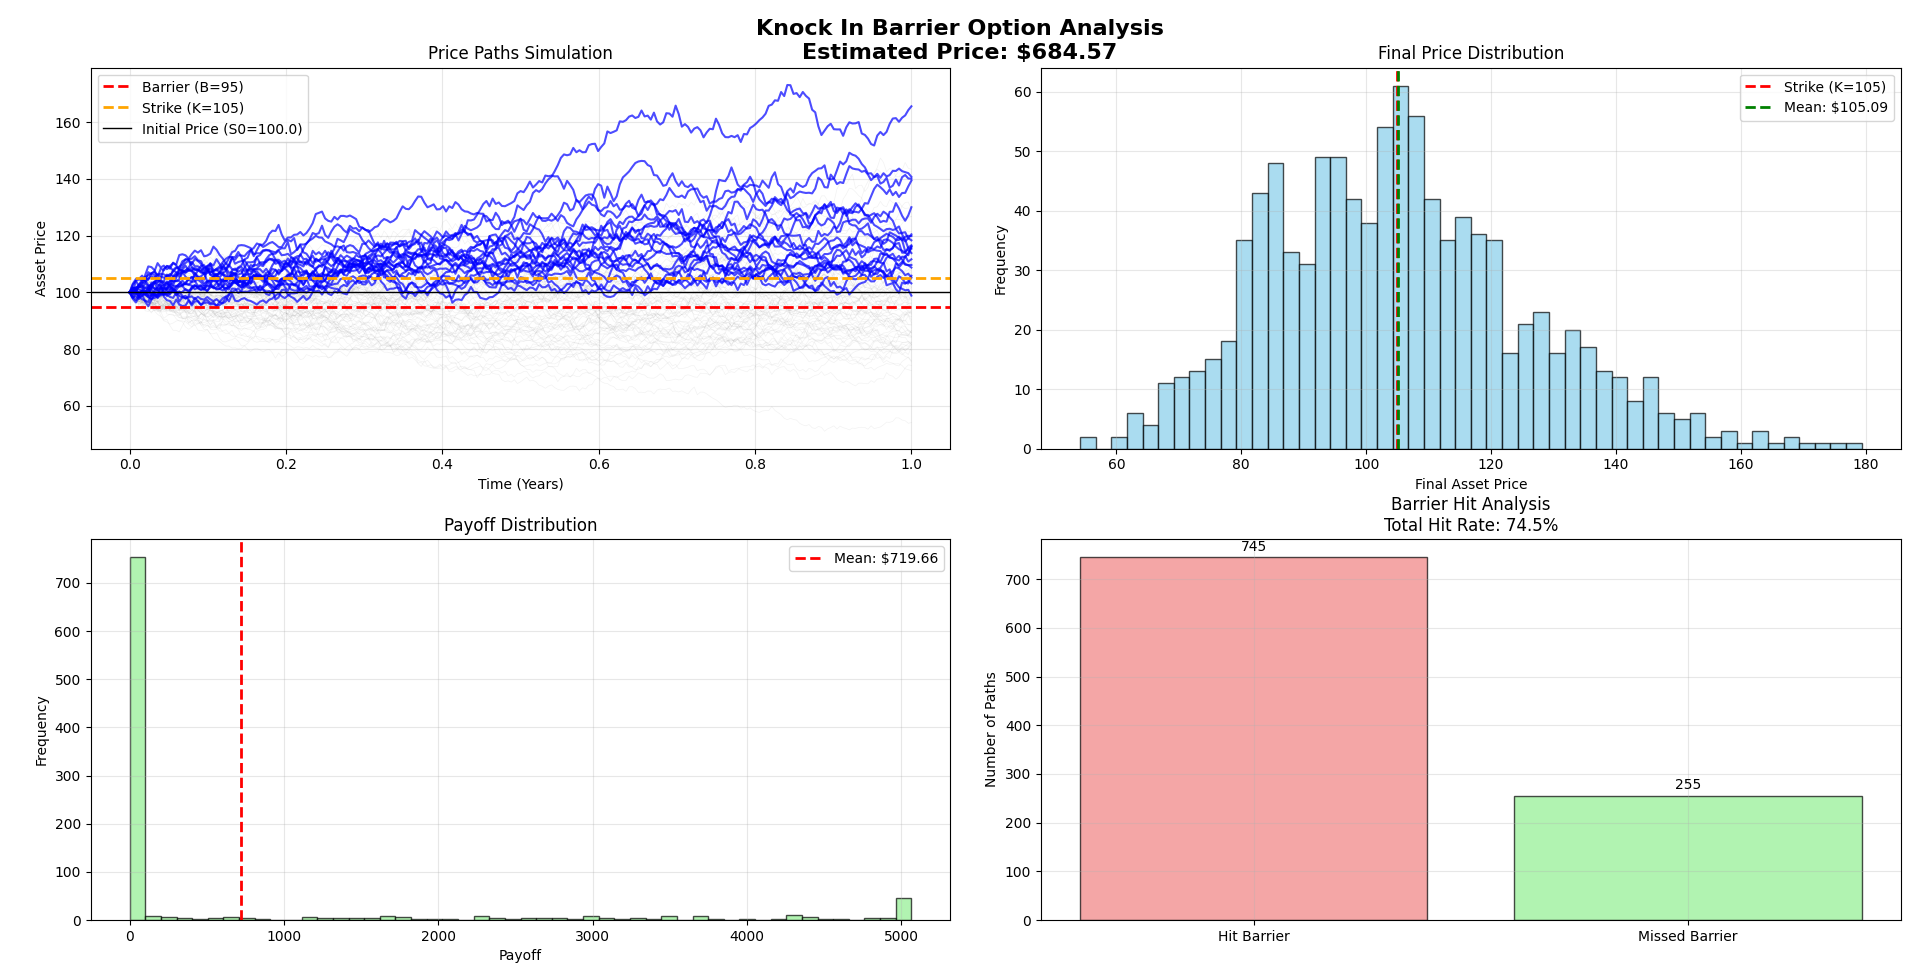 Knock In Barrier Option Analysis
Estimated Price: $684.57
Price Paths Simulation
Barrier (B=95)
Strike (K=105)
Initial Price (S0=100.0)
Asset Price
160
140
120
100
80
60
0.0
0.2
0.4
0.6
0.8
1.0
Time (Years)
Final Price Distribution
Strike (K=105)
Mean: $105.09
Frequency
60
50
40
30
20
10
0
60
80
100
120
140
160
180
Final Asset Price
Payoff Distribution
Mean: $719.66
Frequency
700
600
500
400
300
200
100
0
0
1000
2000
3000
4000
5000
Payoff
Barrier Hit Analysis
Total Hit Rate: 74.5%
745
255
Number of Paths
700
600
500
400
300
200
100
0
Hit Barrier
Missed Barrier